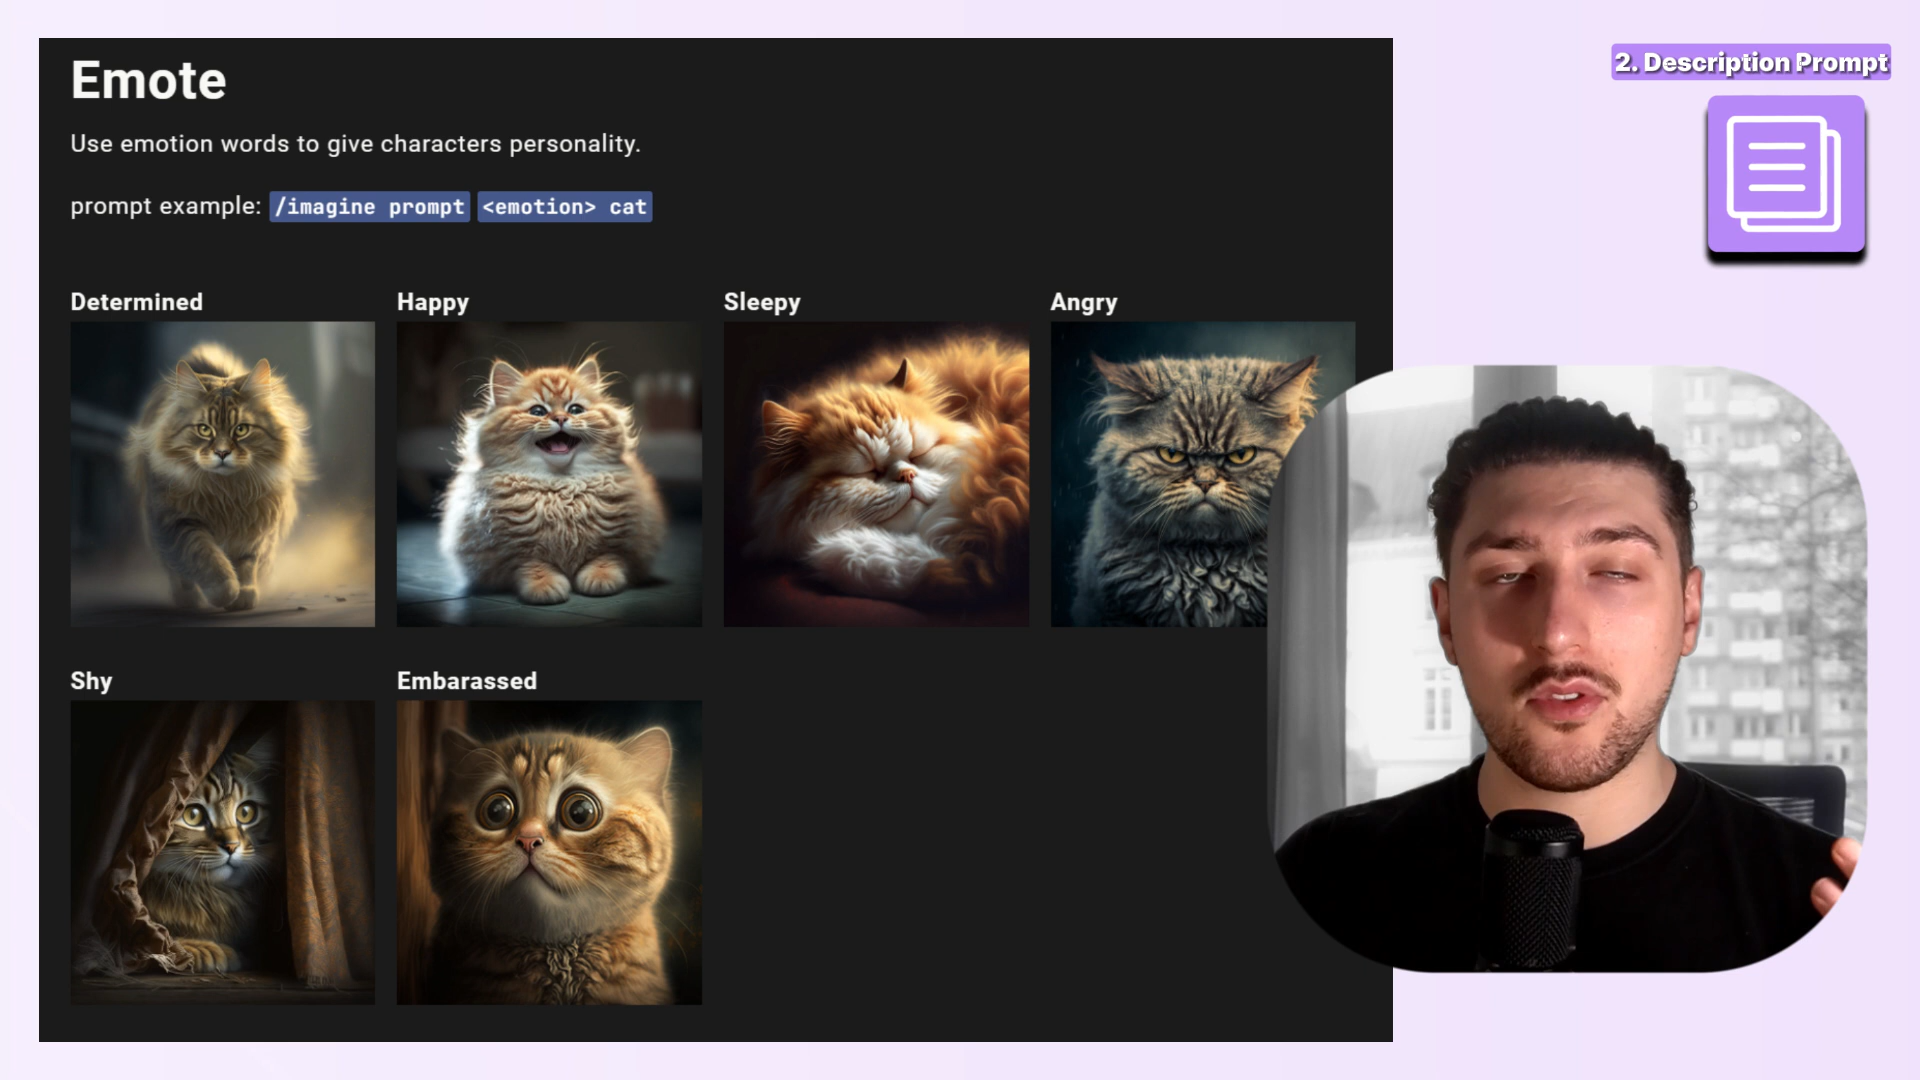 2. Description Prompt
Emote
Use emotion words to give characters personality.
prompt example: /imagine prompt <emotion> cat
Determined
Happy
Sleepy
Angry
Shy
Embarassed